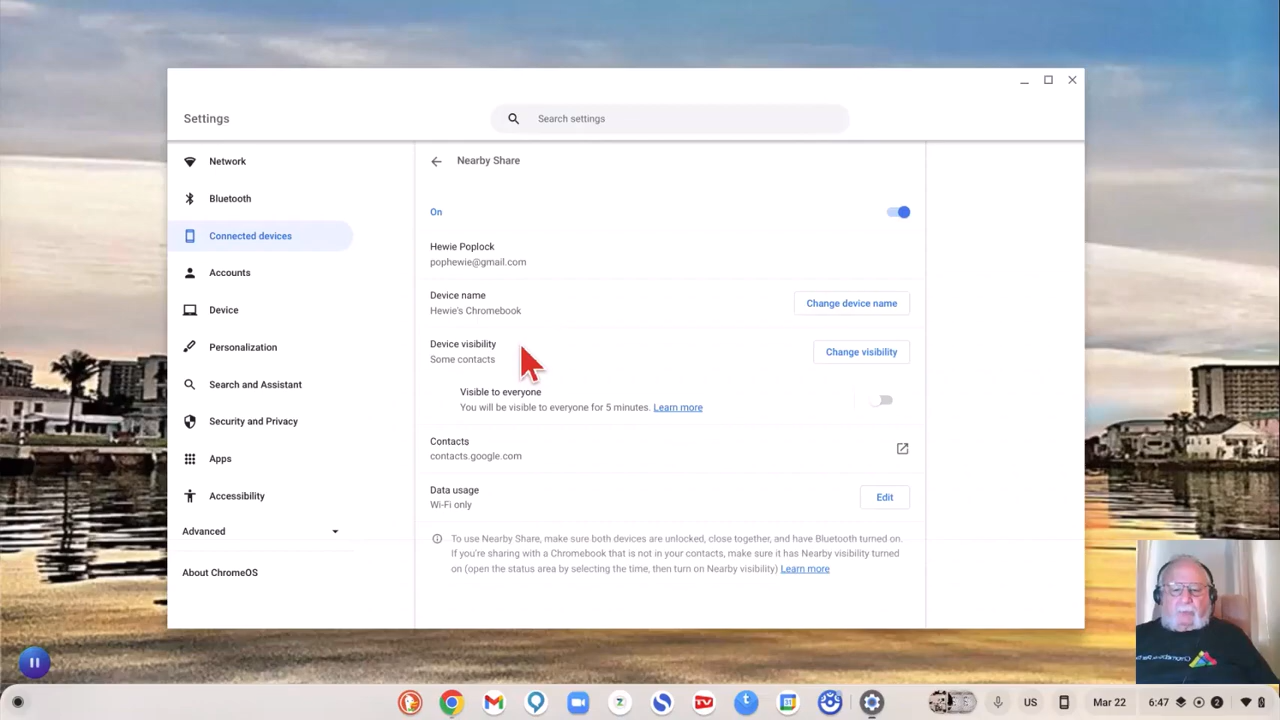 Settings
Search settings
Network
Bluetooth
Connected devices
Accounts
Device
Personalization
Search and Assistant
Security and Privacy
Apps
Accessibility
Advanced
About ChromeOS
Nearby Share
On
Hewie Poplock
pophewie@gmail.com
Device name
Hewie's Chromebook
Change device name
Device visibility
Some contacts
Change visibility
Visible to everyone
You will be visible to everyone for 5 minutes. Learn more
Contacts
contacts.google.com
Data usage
Wi-Fi only
Edit
To use Nearby Share, make sure both devices are unlocked, close together, and have Bluetooth turned on.
If you're sharing with a Chromebook that is not in your contacts, make sure it has Nearby visibility turned
on (open the status area by selecting the time, then turn on Nearby visibility) Learn more
z
TV
t
31
US
Mar 22
6:47
2